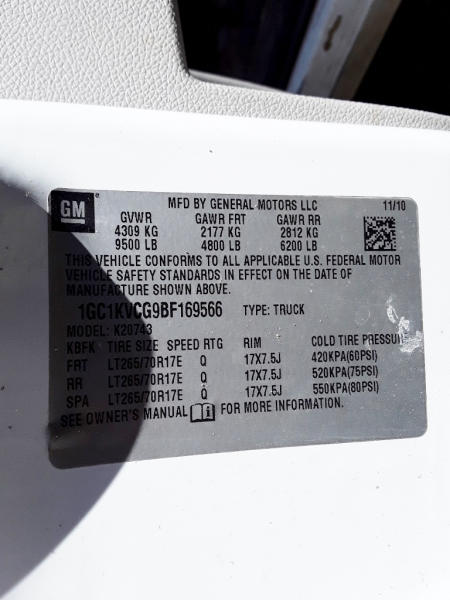 GM® MFD BY GENERAL MOTORS LLC 11/10
GVWR GAWR FRT GAWR RR
4309 KG 2177 KG 2812 KG
9500 LB 4800 LB 6200 LB
THIS VEHICLE CONFORMS TO ALL APPLICABLE U.S. FEDERAL MOTOR
VEHICLE SAFETY STANDARDS IN EFFECT ON THE DATE OF
MANUFACTURE SHOWN ABOVE.
1GC1KVCG9BF169566 TYPE: TRUCK
MODEL: K20743
KBFK TIRE SIZE SPEED RTG RIM COLD TIRE PRESSURE
FRT LT265/70R17E Q 17X7.5J 420KPA(60PSI)
RR LT265/70R17E Q 17X7.5J 520KPA(75PSI)
SPA LT265/70R17E Q 17X7.5J 550KPA(80PSI)
SEE OWNER'S MANUAL FOR MORE INFORMATION.